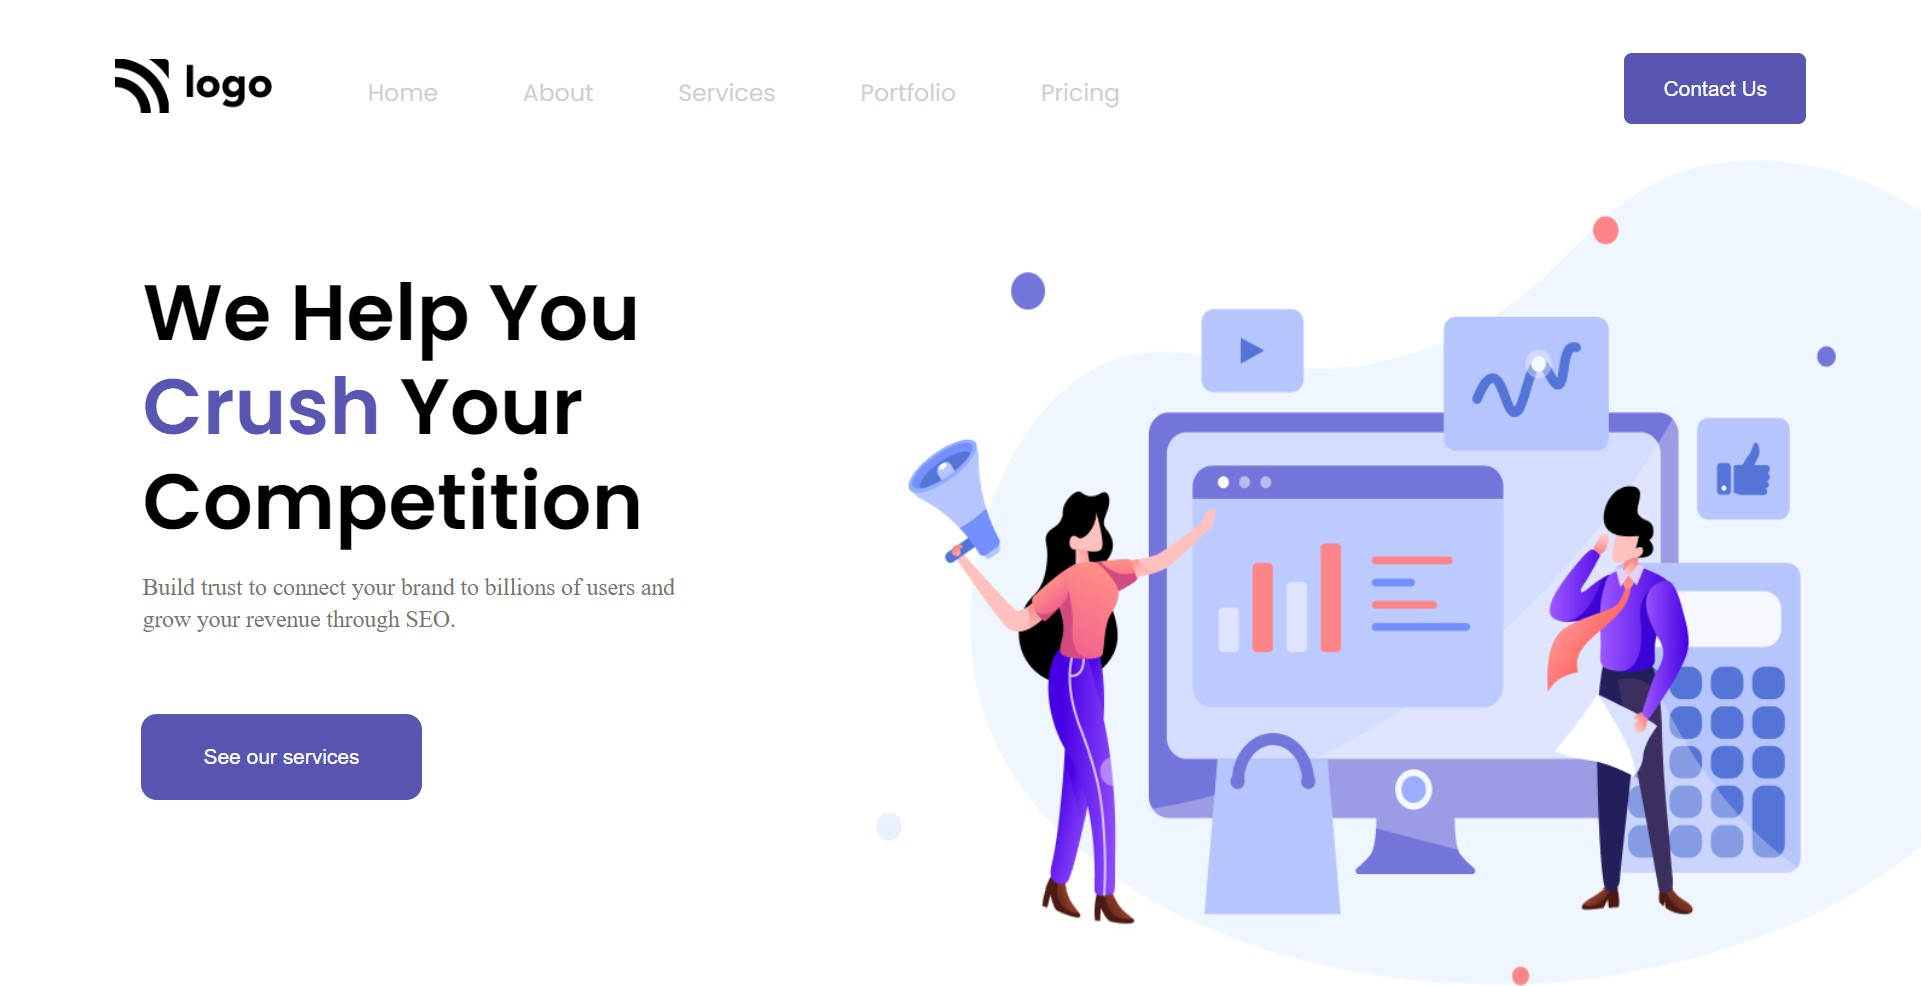 logo
Home
About
Services
Portfolio
Pricing
Contact Us
We Help You
Crush Your
Competition
Build trust to connect your brand to billions of users and
grow your revenue through SEO.
See our services